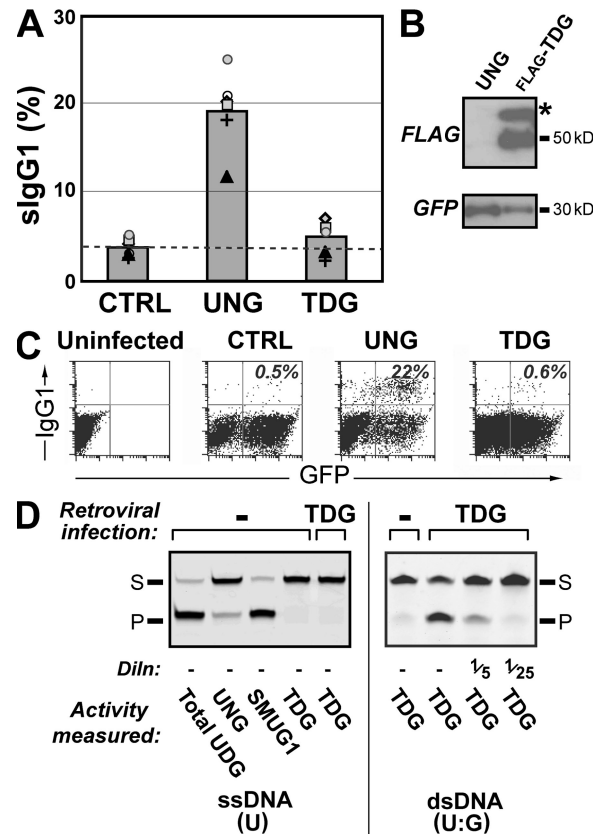 A
30
20
10
0
sIgG1 (%)
CTRL UNG TDG
B
UNG FLAG-TDG
*
FLAG 50 kD
GFP 30 kD
C
Uninfected CTRL UNG TDG
0.5% 22% 0.6%
IgG1
GFP
D
Retroviral infection: - TDG - TDG
S S
P P
Diln: - - - - - - - 1/5 1/25
Activity measured: Total UDG UNG SMUG1 TDG TDG TDG TDG TDG TDG
ssDNA (U)
dsDNA (U:G)